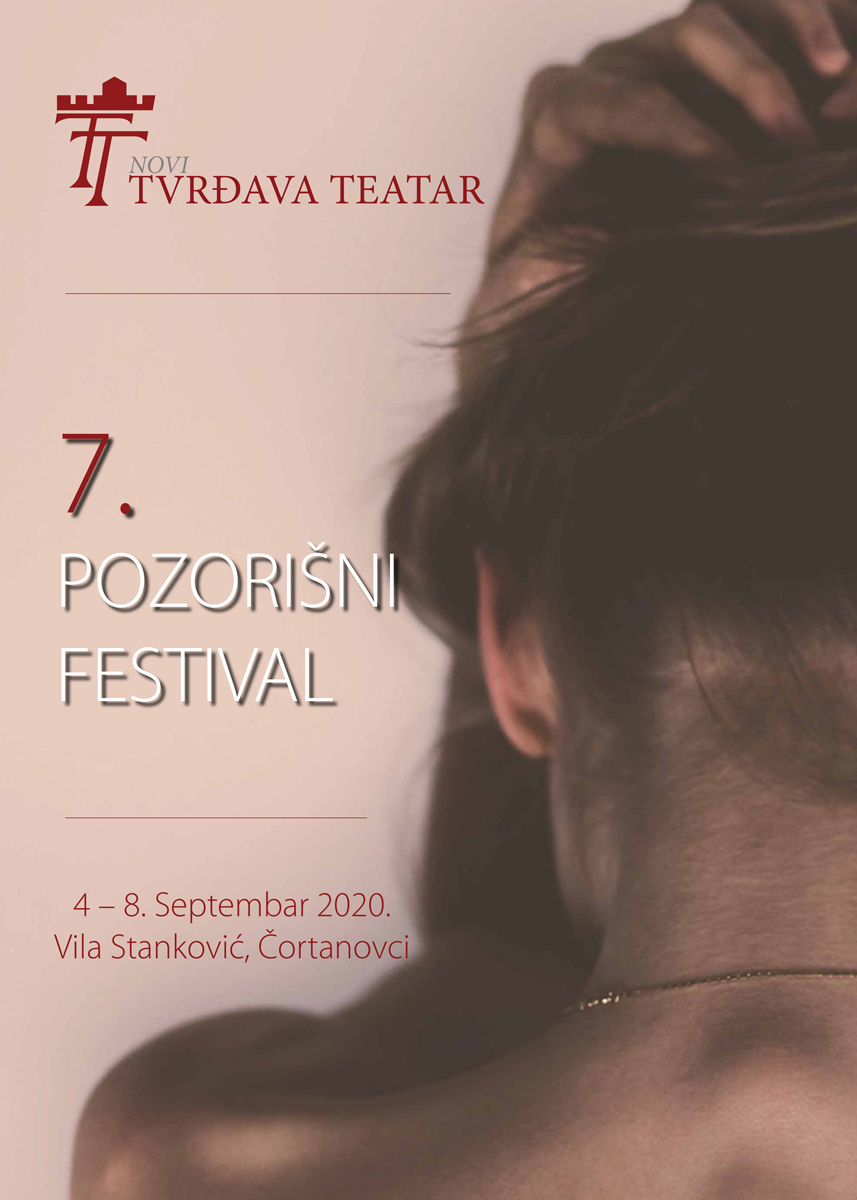 NOVI
TVRĐAVA TEATAR
7.
POZORIŠNI
FESTIVAL
4 – 8. Septembar 2020.
Vila Stanković, Čortanovci